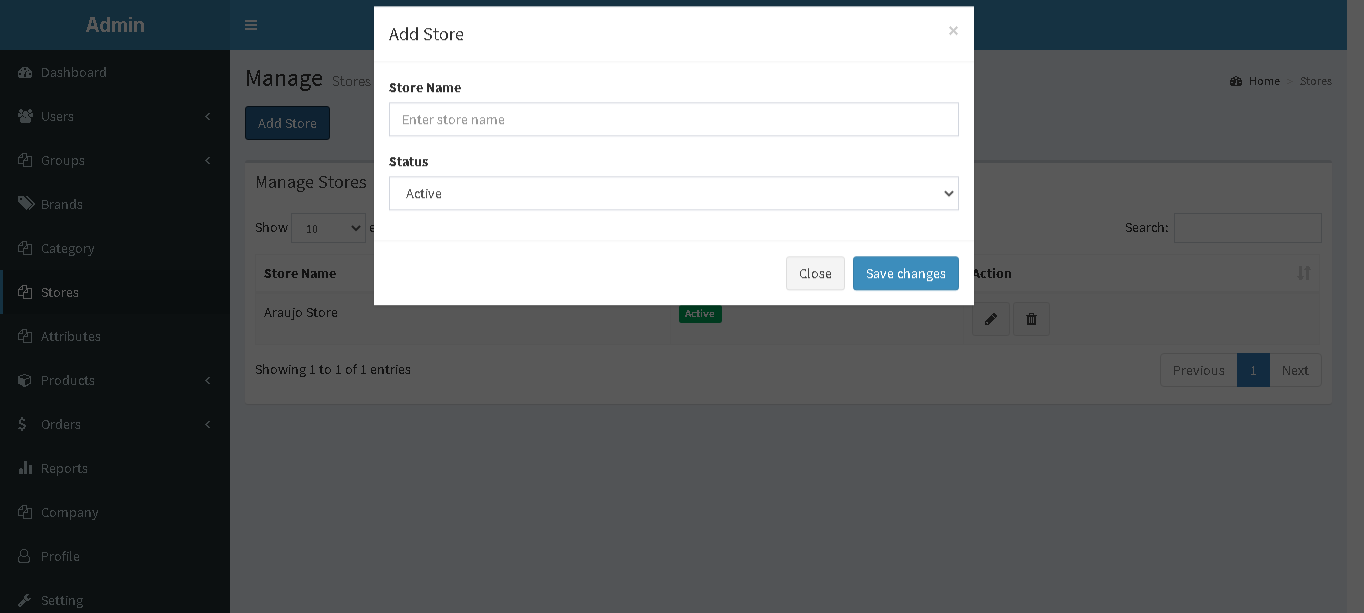 Admin
Dashboard
Users
Groups
Brands
Category
Stores
Attributes
Products
Orders
Reports
Company
Profile
Setting
Manage Stores
Home > Stores
Add Store
Manage Stores
Show 10 e
Search:
Store Name Action
Araujo Store Active
Showing 1 to 1 of 1 entries
Previous 1 Next
Add Store ×
Store Name
Enter store name
Status
Active
Close Save changes